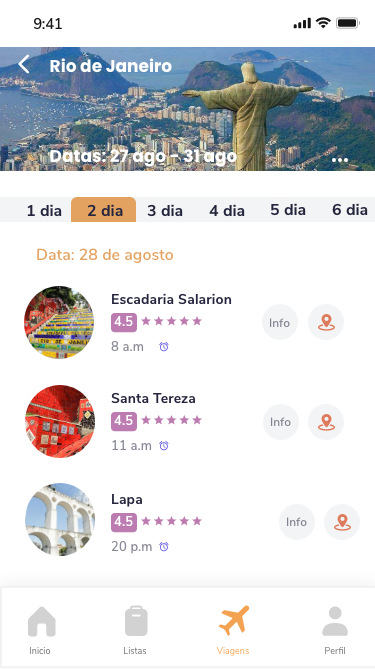 9:41
Rio de Janeiro
Datas: 27 ago - 31 ago
1 dia 2 dia 3 dia 4 dia 5 dia 6 dia
Data: 28 de agosto
Escadaria Salarion
4.5
8 a.m
Info
Santa Tereza
4.5
11 a.m
Info
Lapa
4.5
20 p.m
Info
Inicio Listas Viagens Perfil